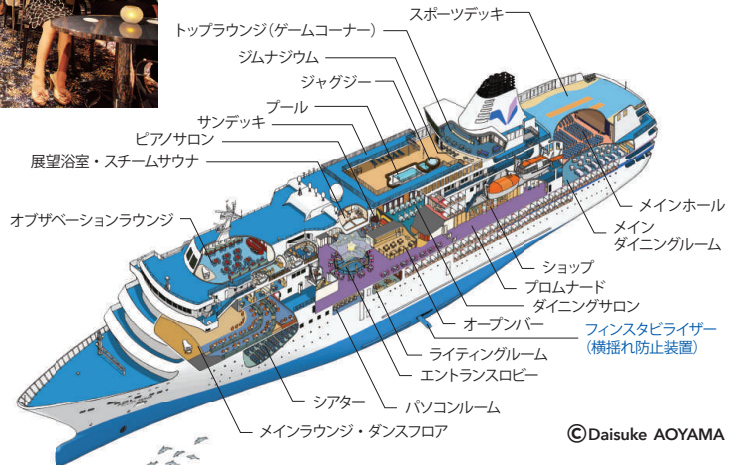 スポーツデッキ
トップラウンジ(ゲームコーナー)
ジムナジウム
ジャグジー
プール
サンデッキ
ピアノサロン
展望浴室・スチームサウナ
オブザベーションラウンジ
メインホール
メイン
ダイニングルーム
ショップ
プロムナード
ダイニングサロン
オープンバー
フィンスタビライザー
(横揺れ防止装置)
ライティングルーム
エントランスロビー
パソコンルーム
シアター
メインラウンジ・ダンスフロア
©Daisuke AOYAMA